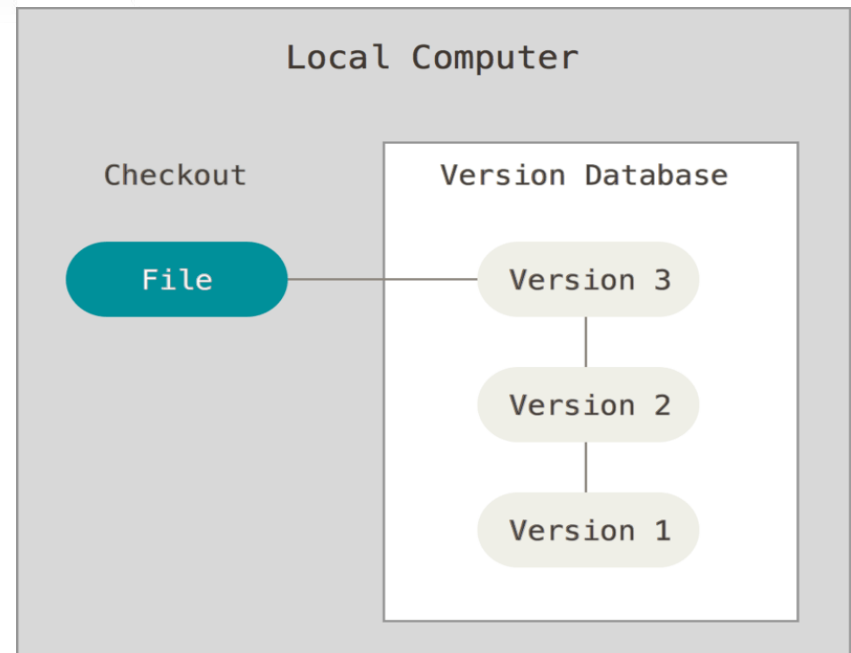 Local Computer
Checkout
Version Database
File
Version 3
Version 2
Version 1